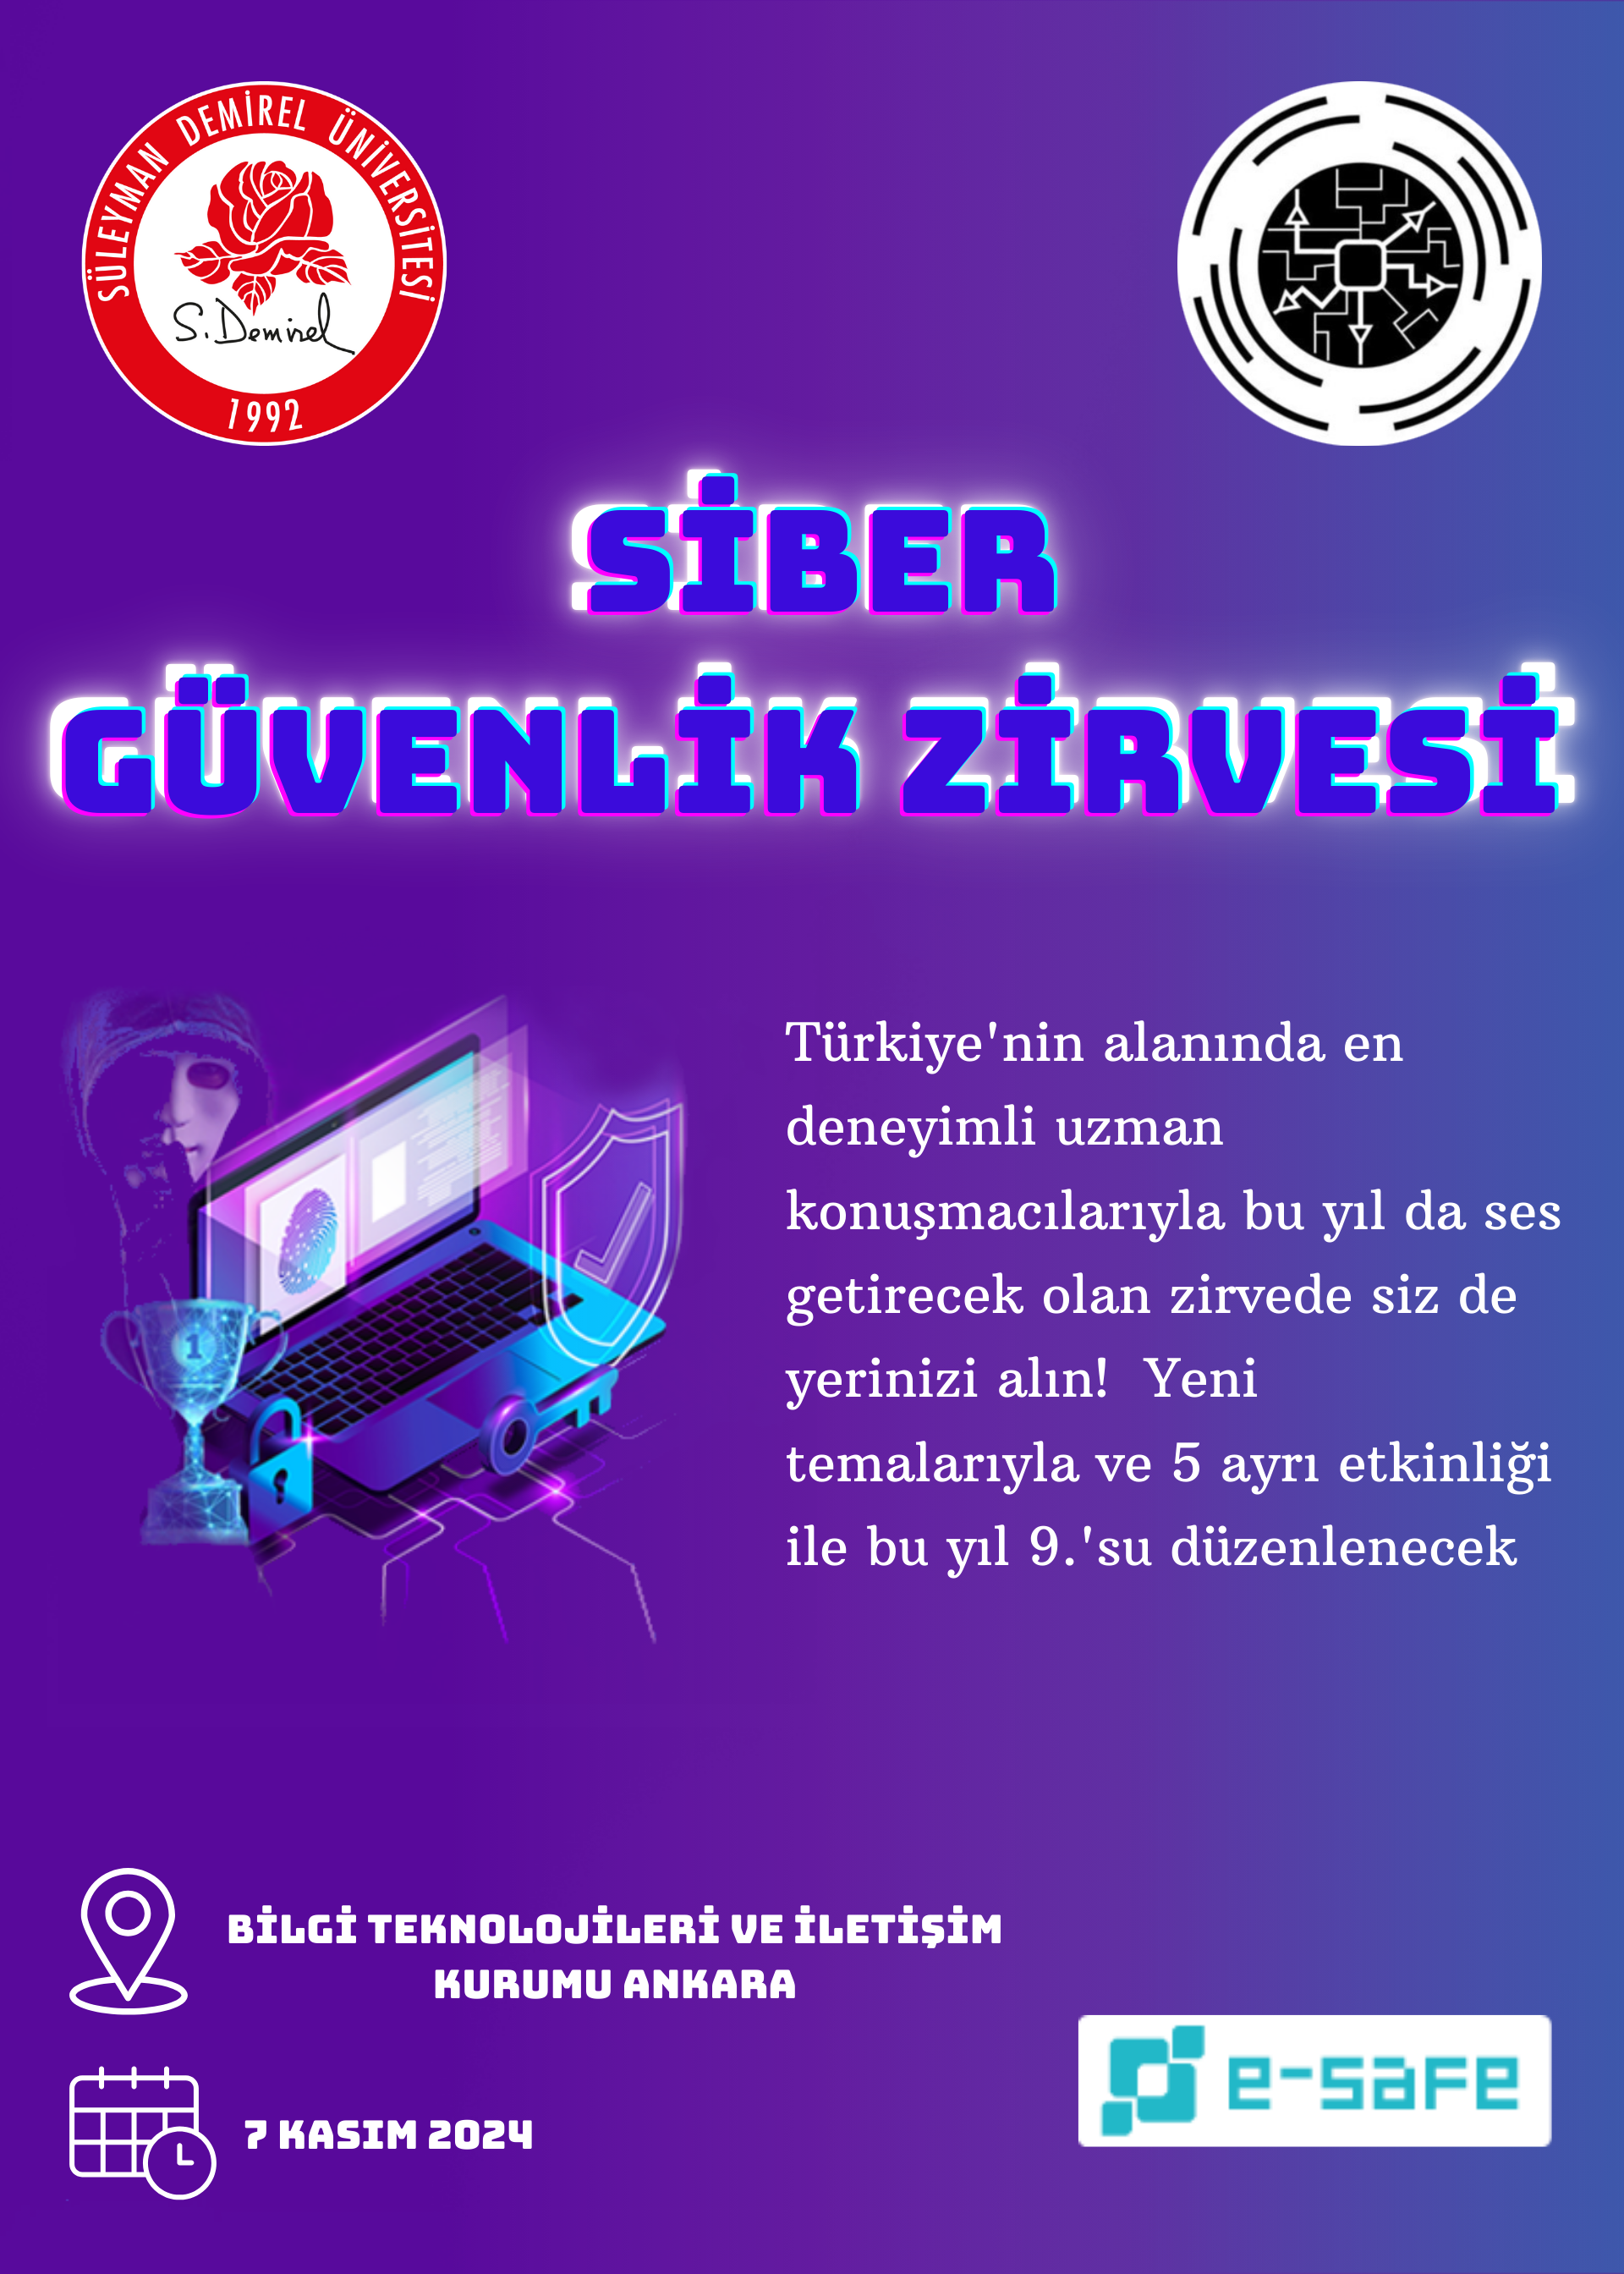 SÜLEYMAN DEMİREL ÜNİVERSİTESİ
S. Demirel
1992
SİBER
GÜVENLİK ZİRVESİ
Türkiye'nin alanında en
deneyimli uzman
konuşmacılarıyla bu yıl da ses
getirecek olan zirvede siz de
yerinizi alın!  Yeni
temalarıyla ve 5 ayrı etkinliği
ile bu yıl 9.'su düzenlenecek
1
BİLGİ TEKNOLOJİLERİ VE İLETİŞİM
KURUMU ANKARA
7 KASIM 2024
e-safe